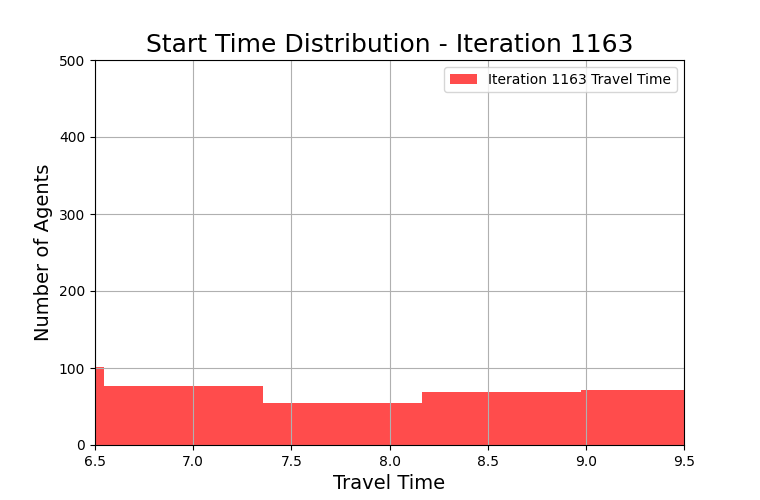 Start Time Distribution - Iteration 1163
Iteration 1163 Travel Time
Number of Agents
500
400
300
200
100
0
6.5 7.0 7.5 8.0 8.5 9.0 9.5
Travel Time